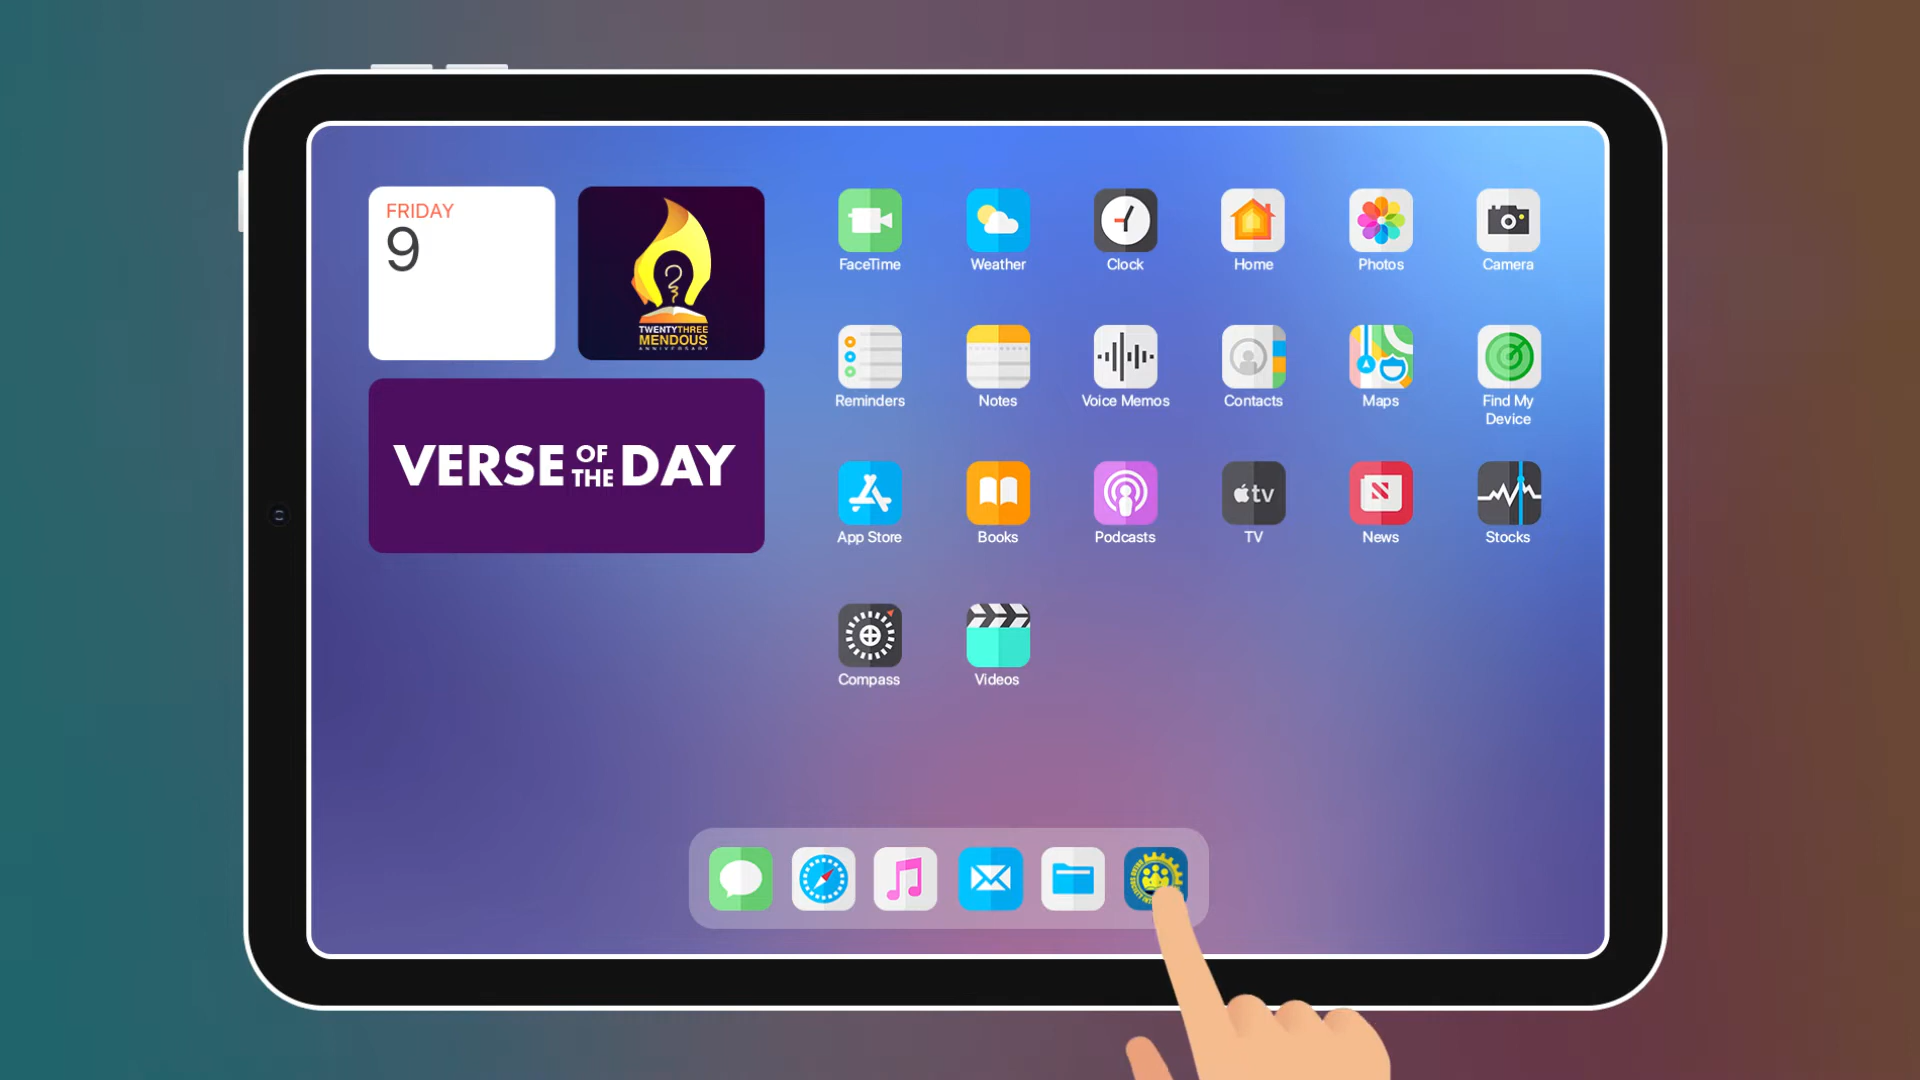 FRIDAY
9
TWENTYTHREE
MENDOUS
ANNIVERSARY
VERSE OF THE DAY
FaceTime
Weather
Clock
Home
Photos
Camera
Reminders
Notes
Voice Memos
Contacts
Maps
Find My
Device
App Store
Books
Podcasts
tv
TV
News
Stocks
Compass
Videos